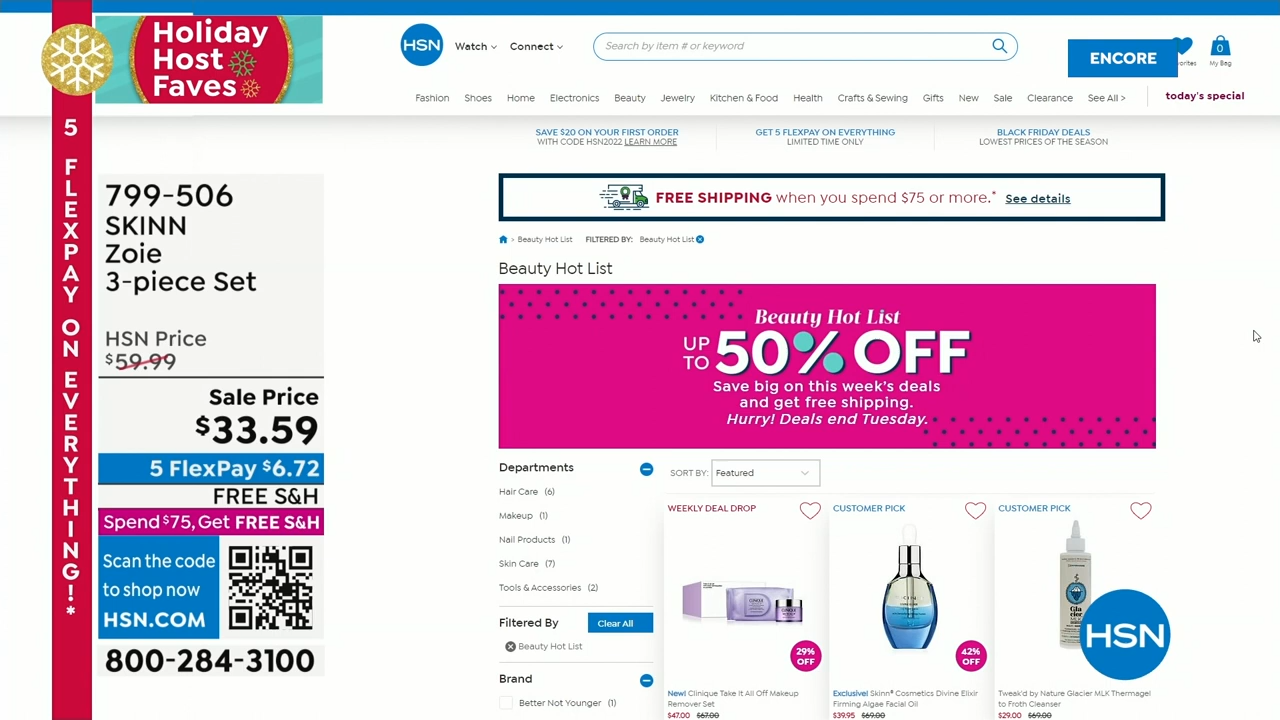 Holiday
Host
Faves
5 FLEXPAY ON EVERYTHING!*
799-506
SKINN
Zoie
3-piece Set
HSN Price
$59.99
Sale Price
$33.59
5 FlexPay $6.72
FREE S&H
Spend $75, Get FREE S&H
Scan the code
to shop now
HSN.COM
800-284-3100
HSN
Watch
Connect
Search by item # or keyword
ENCORE
orites
0
My Bag
Fashion Shoes Home Electronics Beauty Jewelry Kitchen & Food Health Crafts & Sewing Gifts New Sale Clearance See All > today's special
SAVE $20 ON YOUR FIRST ORDER
WITH CODE HSN2022 LEARN MORE
GET 5 FLEXPAY ON EVERYTHING
LIMITED TIME ONLY
BLACK FRIDAY DEALS
LOWEST PRICES OF THE SEASON
FREE SHIPPING when you spend $75 or more.* See details
> Beauty Hot List FILTERED BY: Beauty Hot List
Beauty Hot List
Beauty Hot List
UP TO 50% OFF
Save big on this week's deals
and get free shipping.
Hurry! Deals end Tuesday.
Departments
Hair Care (6)
Makeup (1)
Nail Products (1)
Skin Care (7)
Tools & Accessories (2)
Filtered By
Clear All
Beauty Hot List
Brand
Better Not Younger (1)
SORT BY: Featured
WEEKLY DEAL DROP
CLINIQUE
29%
OFF
New! Clinique Take It All Off Makeup
Remover Set
$47.00 $67.00
CUSTOMER PICK
42%
OFF
Exclusive! Skinn® Cosmetics Divine Elixir
Firming Algae Facial Oil
$39.95 $69.00
CUSTOMER PICK
Gla
cier
MLK
HSN
Tweak'd by Nature Glacier MLK Thermagel
to Froth Cleanser
$29.00 $69.00